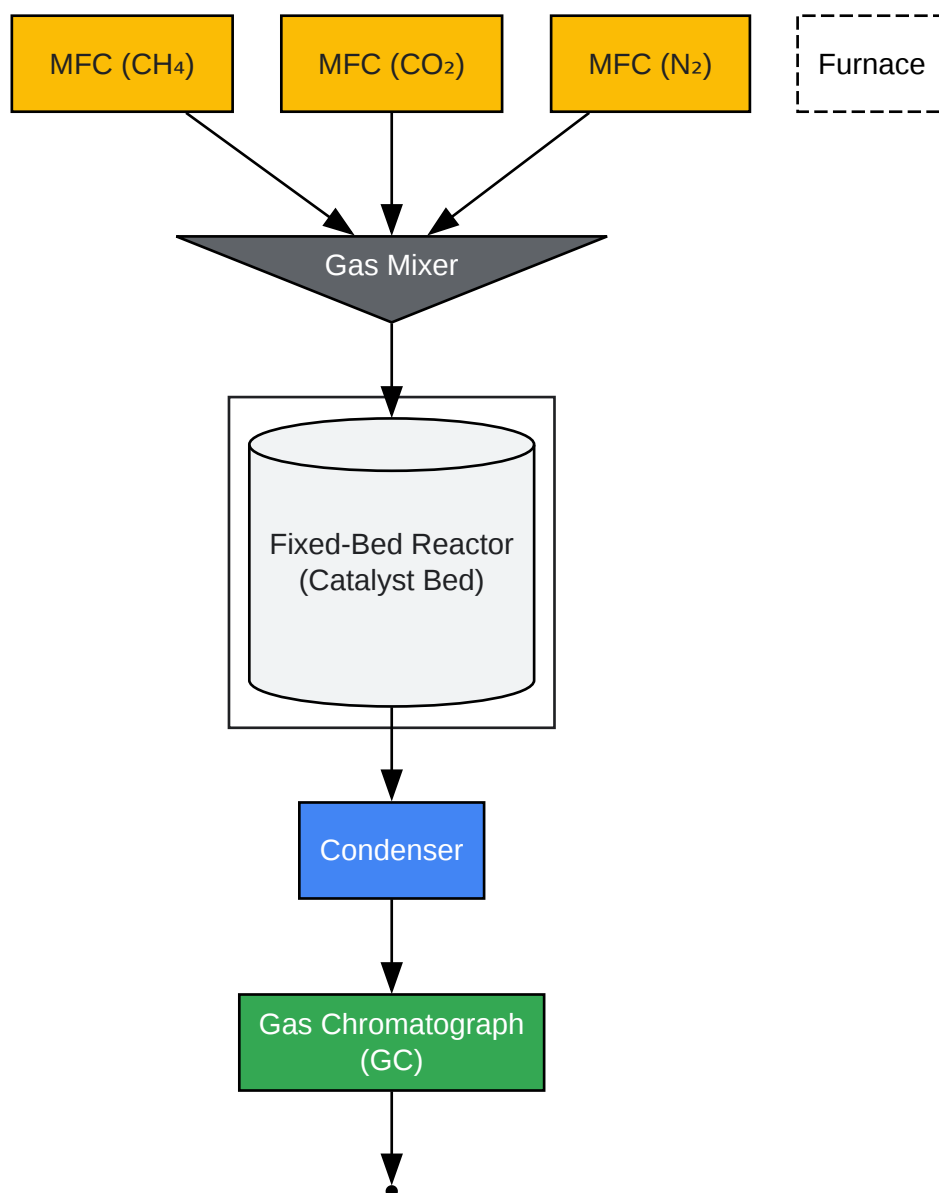 MFC (CH₄)
MFC (CO₂)
MFC (N₂)
Furnace
Gas Mixer
Fixed-Bed Reactor
(Catalyst Bed)
Condenser
Gas Chromatograph
(GC)